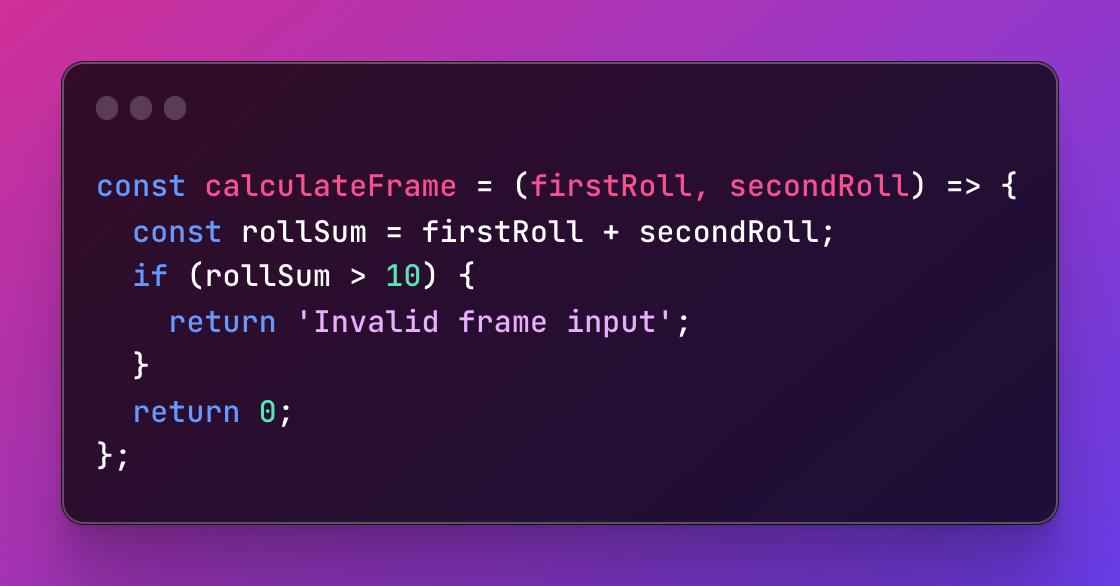 const calculateFrame = (firstRoll, secondRoll) => {
  const rollSum = firstRoll + secondRoll;
  if (rollSum > 10) {
    return 'Invalid frame input';
  }
  return 0;
};